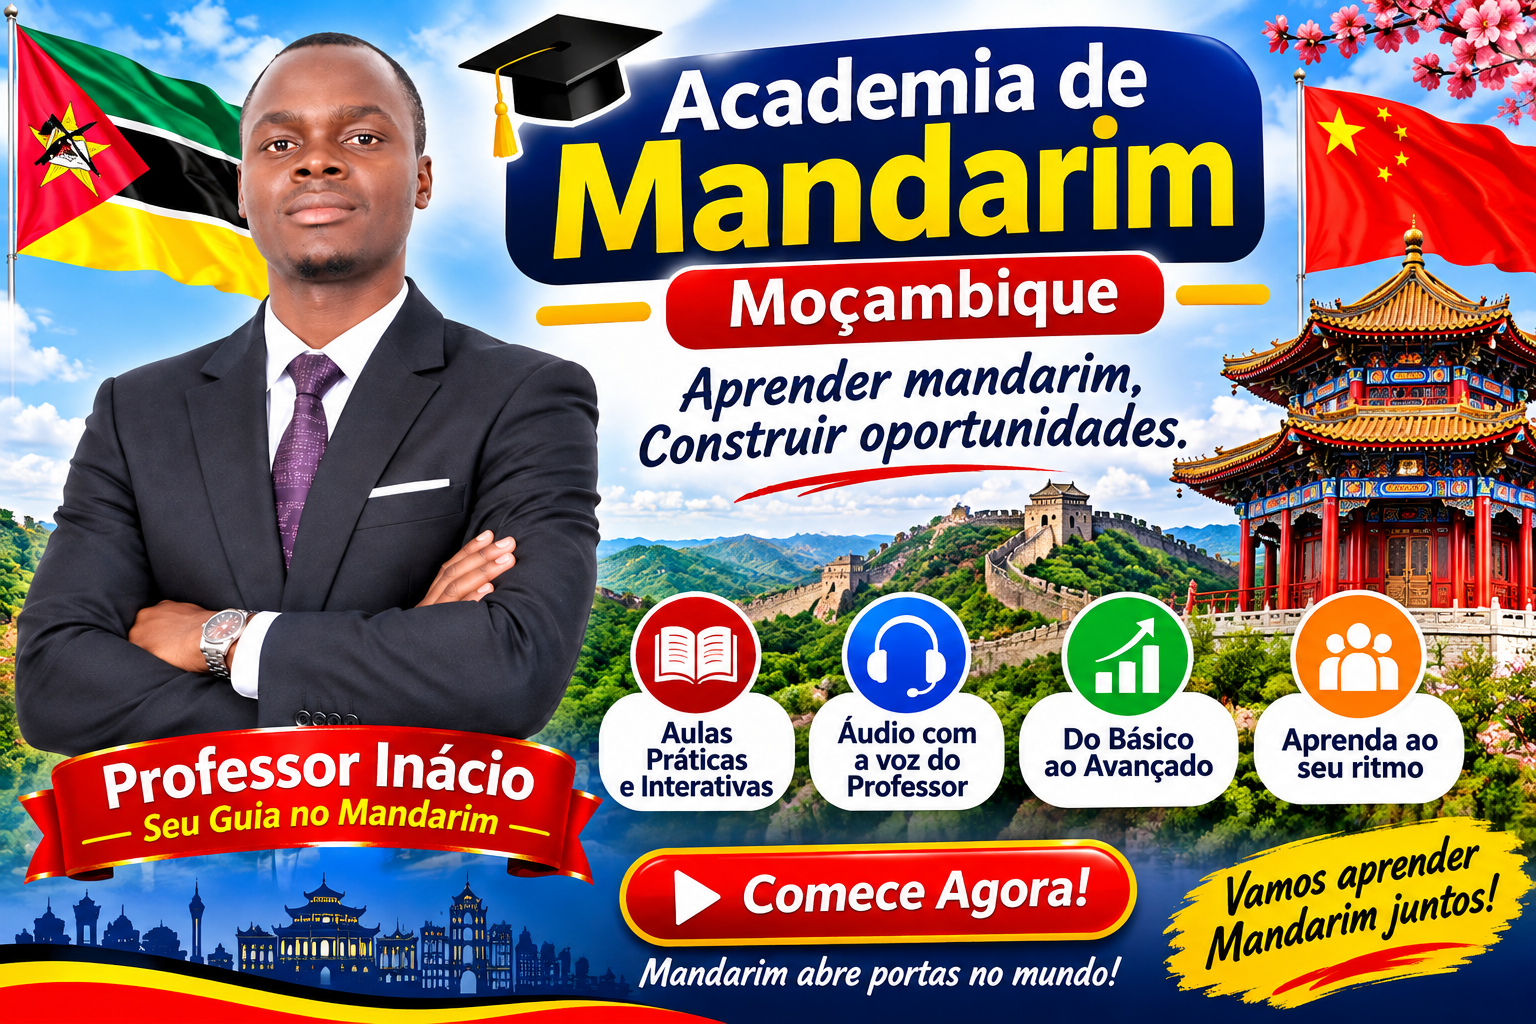 Academia de
Mandarim
Moçambique
Aprender mandarim,
Construir oportunidades.
Aulas
Práticas
e Interativas
Áudio com
a voz do
Professor
Do Básico
ao Avançado
Aprenda ao
seu ritmo
Professor Inácio
Seu Guia no Mandarim
Comece Agora!
Mandarim abre portas no mundo!
Vamos aprender
Mandarim juntos!